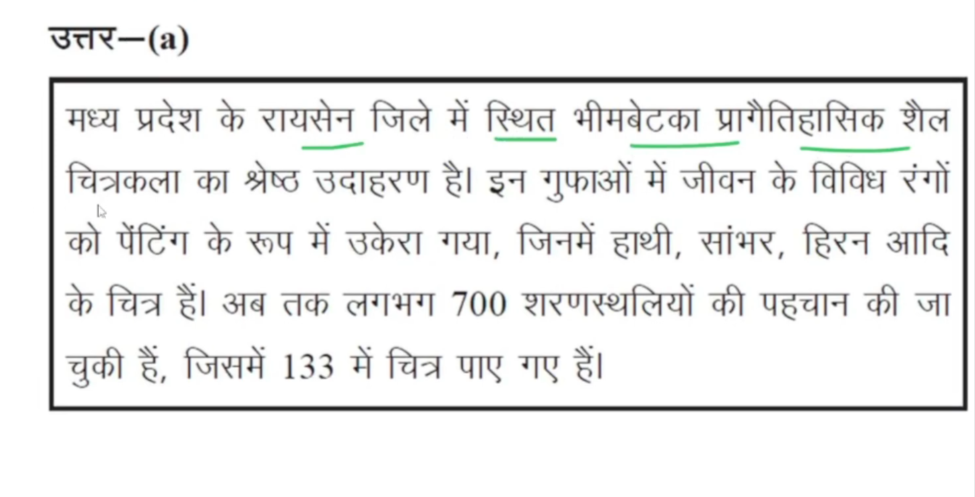 उत्तर—(a)
मध्य प्रदेश के रायसेन जिले में स्थित भीमबेटका प्रागैतिहासिक शैल
चित्रकला का श्रेष्ठ उदाहरण है। इन गुफाओं में जीवन के विविध रंगों
को पेंटिंग के रूप में उकेरा गया, जिनमें हाथी, सांभर, हिरन आदि
के चित्र हैं। अब तक लगभग 700 शरणस्थलियों की पहचान की जा
चुकी हैं, जिसमें 133 में चित्र पाए गए हैं।